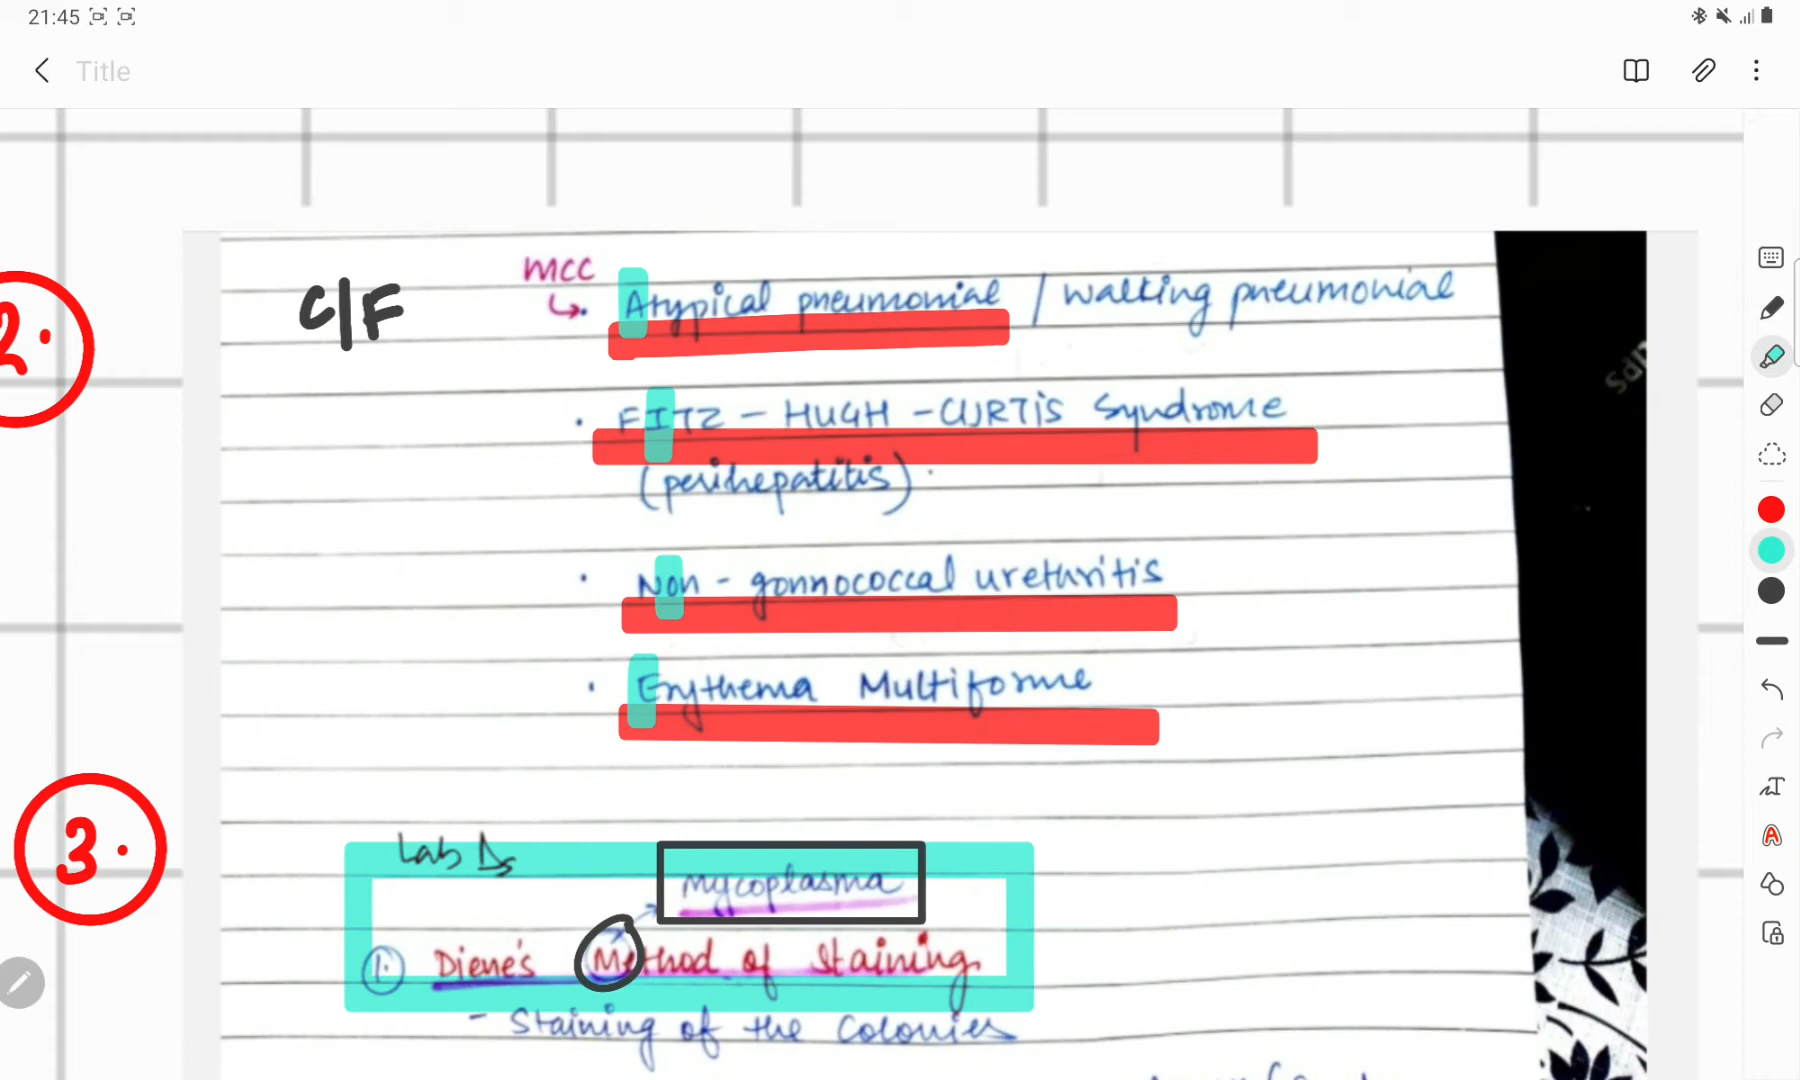 21:45
Title
2.
C/F
MCC
Atypical pneumonial / walking pneumonial
FITZ - HUGH - CURTis Syndrome
(perihepatitis).
Non - gonnococcal urethritis
Erythema Multiforme
3.
Lab Δs
Mycoplasma
1. Diene's Method of Staining
- Staining of the Colonies